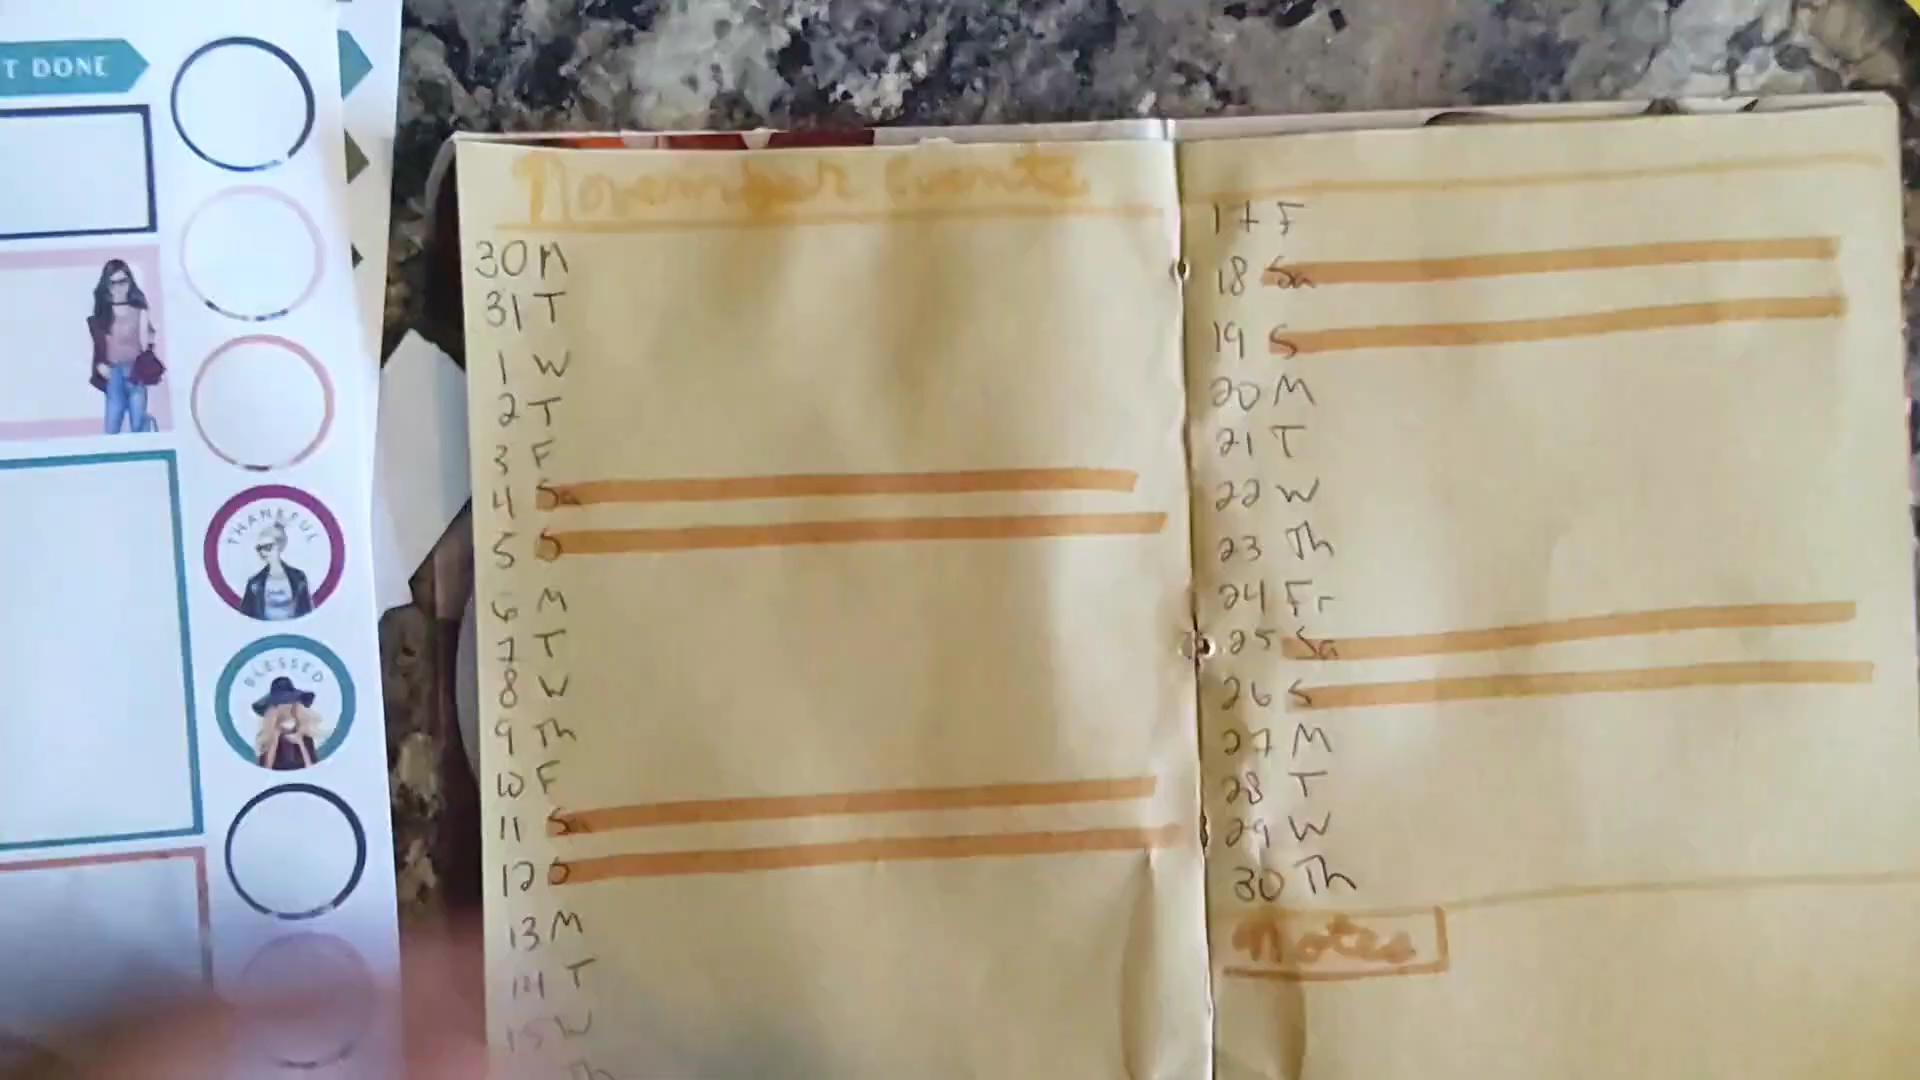 T DONE
THANKFUL
BLESSED
November Events
30 M
31 T
1 W
2 T
3 F
4 Sa
5 S
6 M
7 T
8 W
9 Th
10 F
11 Sa
12 S
13 M
14 T
15 W
Th
17 F
18 Sa
19 S
20 M
21 T
22 W
23 Th
24 Fr
25 Sa
26 S
27 M
28 T
29 W
30 Th
Notes